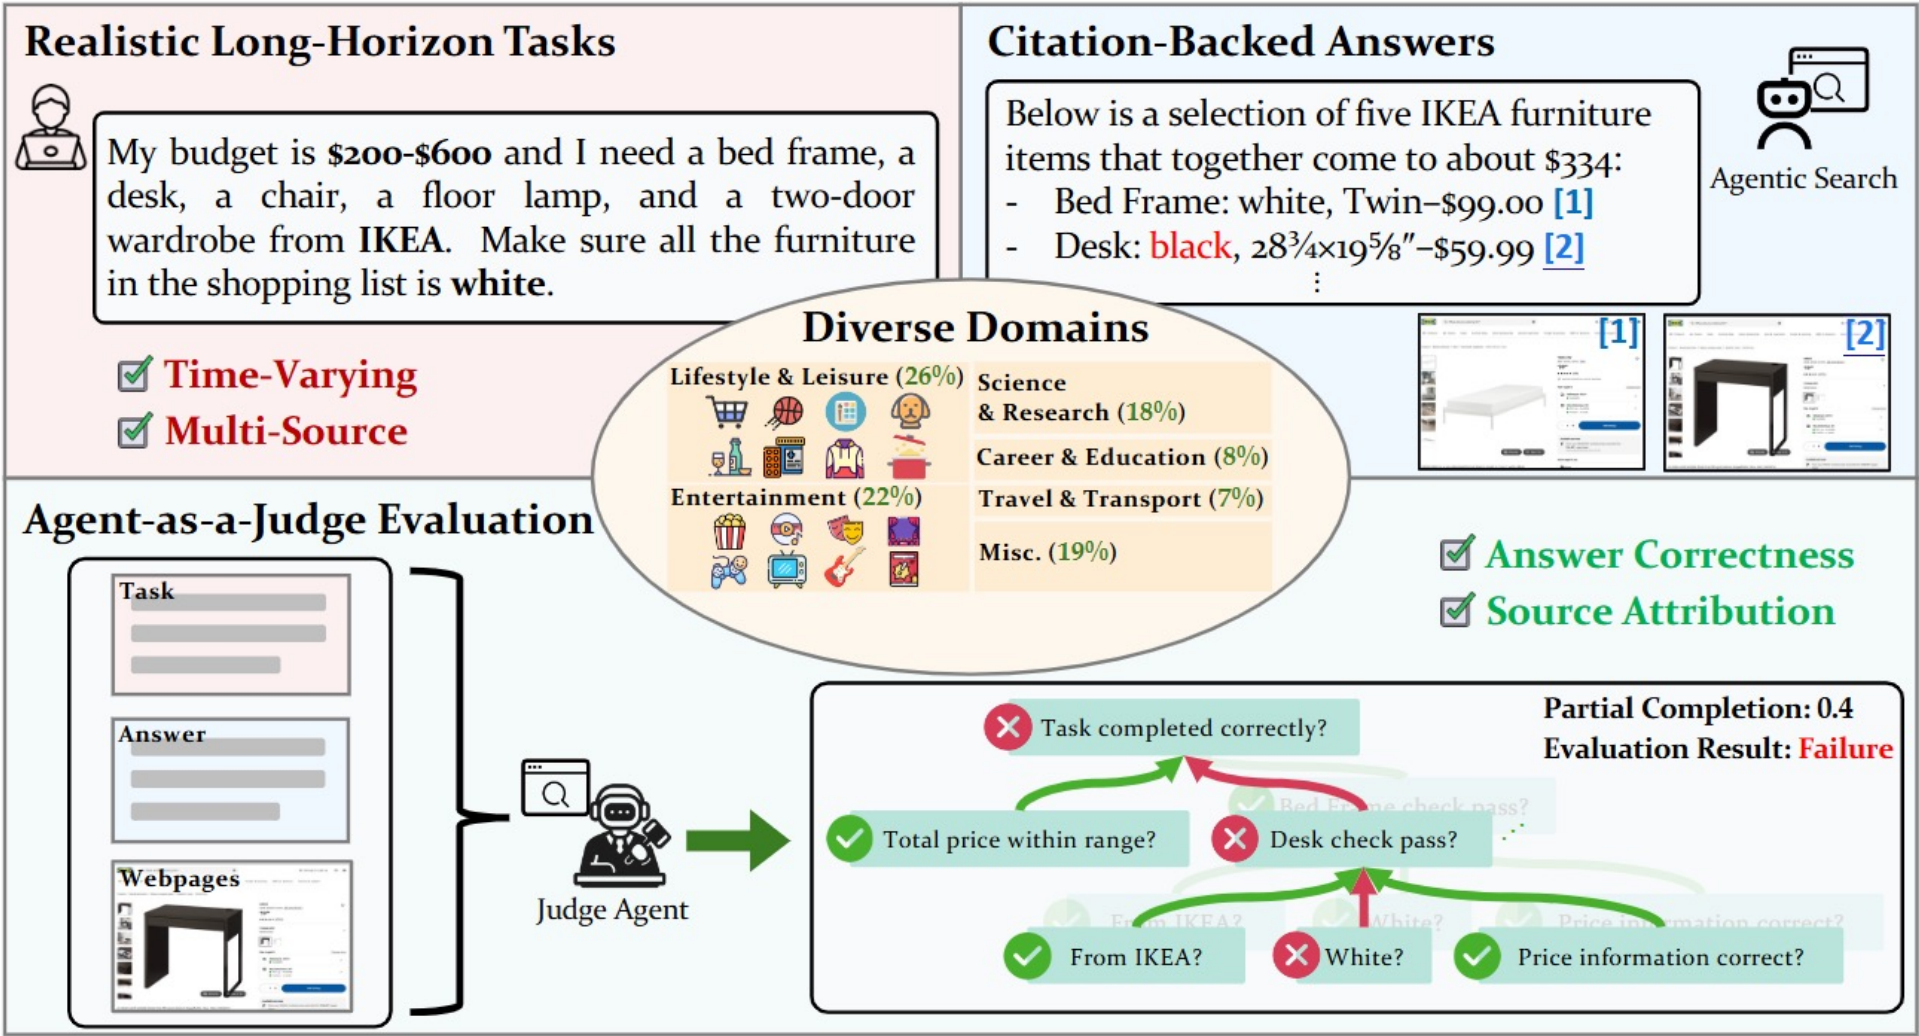 Realistic Long-Horizon Tasks
My budget is $200-$600 and I need a bed frame, a
desk, a chair, a floor lamp, and a two-door
wardrobe from IKEA. Make sure all the furniture
in the shopping list is white.
Time-Varying
Multi-Source
Citation-Backed Answers
Below is a selection of five IKEA furniture
items that together come to about $334:
- Bed Frame: white, Twin–$99.00 [1]
- Desk: black, 28¾×19⅝″–$59.99 [2]
⋮
Agentic Search
[1]
[2]
Diverse Domains
Lifestyle & Leisure (26%)
Entertainment (22%)
Science
& Research (18%)
Career & Education (8%)
Travel & Transport (7%)
Misc. (19%)
Answer Correctness
Source Attribution
Agent-as-a-Judge Evaluation
Task
Answer
Webpages
Judge Agent
Partial Completion: 0.4
Evaluation Result: Failure
Task completed correctly?
Bed Frame check pass?
Total price within range?
Desk check pass?
From IKEA?
White?
Price information correct?
From IKEA?
White?
Price information correct?